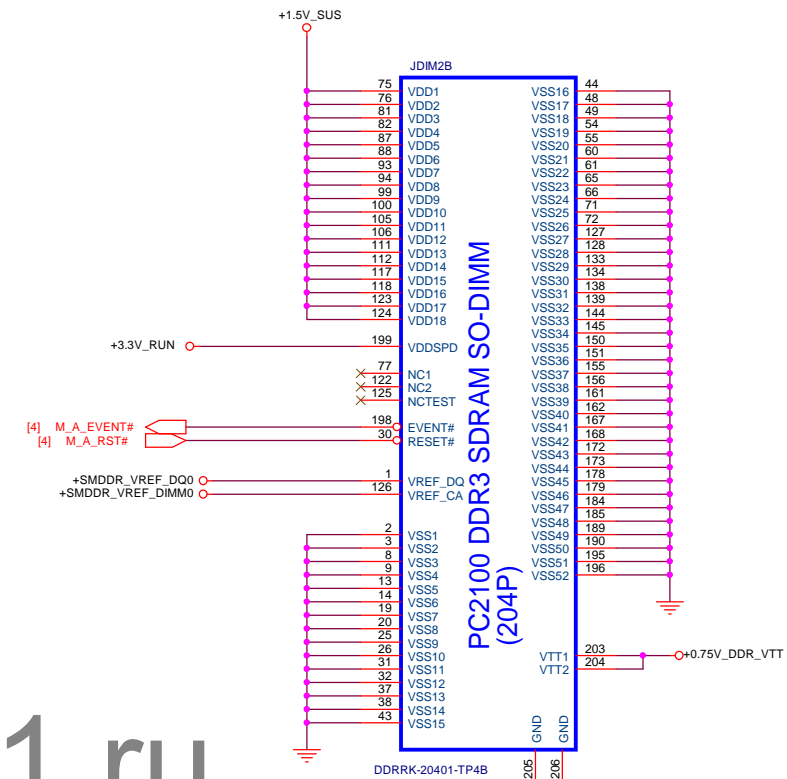 +1.5V_SUS
JDIM2B
75 VDD1 VSS16 44
76 VDD2 VSS17 48
81 VDD3 VSS18 49
82 VDD4 VSS19 54
87 VDD5 VSS20 55
88 VDD6 VSS21 60
93 VDD7 VSS22 61
94 VDD8 VSS23 65
99 VDD9 VSS24 66
100 VDD10 VSS25 71
105 VDD11 VSS26 72
106 VDD12 VSS27 127
111 VDD13 VSS28 128
112 VDD14 VSS29 133
117 VDD15 VSS30 134
118 VDD16 VSS31 138
123 VDD17 VSS32 139
124 VDD18 VSS33 144
VSS34 145
+3.3V_RUN 199 VDDSPD VSS35 150
VSS36 151
77 NC1 VSS37 155
122 NC2 VSS38 156
125 NCTEST VSS39 161
VSS40 162
[4] M_A_EVENT# 198 EVENT# VSS41 167
[4] M_A_RST# 30 RESET# VSS42 168
VSS43 172
VSS44 173
+SMDDR_VREF_DQ0 1 VREF_DQ VSS45 178
+SMDDR_VREF_DIMM0 126 VREF_CA VSS46 179
VSS47 184
VSS48 185
2 VSS1 VSS49 189
3 VSS2 VSS50 190
8 VSS3 VSS51 195
9 VSS4 VSS52 196
13 VSS5
14 VSS6
19 VSS7
20 VSS8
25 VSS9
26 VSS10 VTT1 203 +0.75V_DDR_VTT
31 VSS11 VTT2 204
32 VSS12
37 VSS13
38 VSS14
43 VSS15
PC2100 DDR3 SDRAM SO-DIMM
(204P)
GND 205
GND 206
DDRRK-20401-TP4B
1.ru